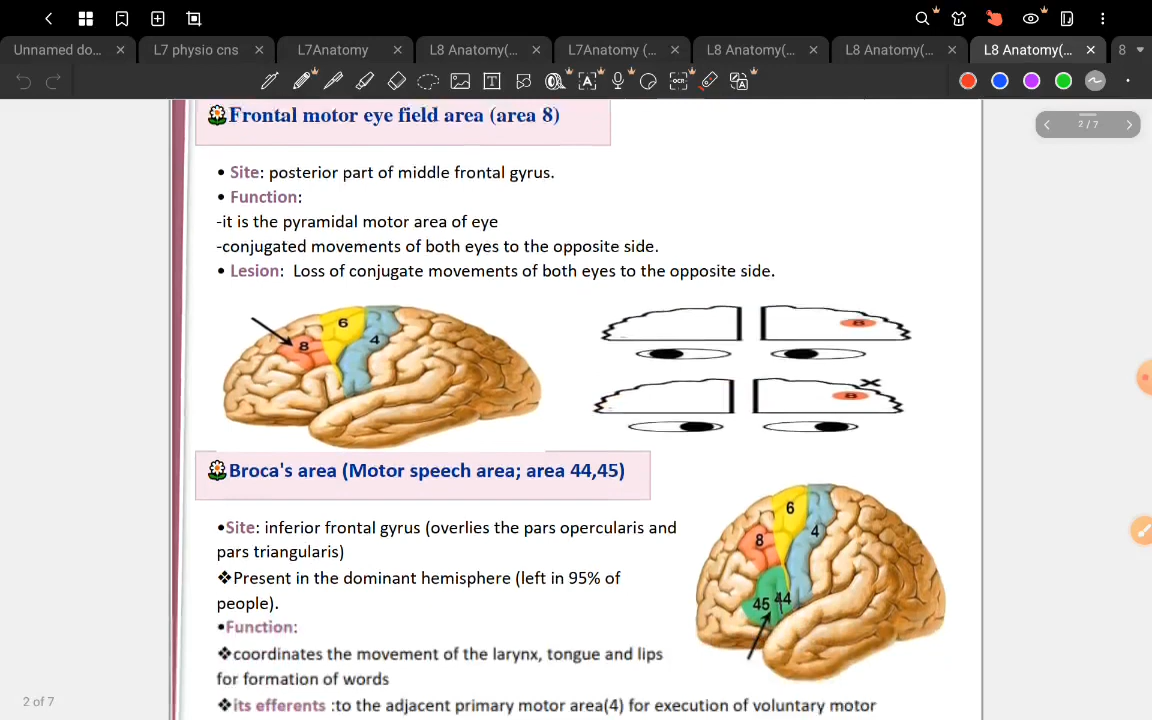 Unnamed do...
L7 physio cns
L7Anatomy
L8 Anatomy(...
L7Anatomy (...
L8 Anatomy(...
L8 Anatomy(...
L8 Anatomy(...
8
A
OCR
2 / 7
Frontal motor eye field area (area 8)
• Site: posterior part of middle frontal gyrus.
• Function:
-it is the pyramidal motor area of eye
-conjugated movements of both eyes to the opposite side.
• Lesion: Loss of conjugate movements of both eyes to the opposite side.
6
8
4
8
8
Broca's area (Motor speech area; area 44,45)
•Site: inferior frontal gyrus (overlies the pars opercularis and
pars triangularis)
❖Present in the dominant hemisphere (left in 95% of
people).
•Function:
❖coordinates the movement of the larynx, tongue and lips
for formation of words
❖its efferents :to the adjacent primary motor area(4) for execution of voluntary motor
6
4
8
45 44
2 of 7